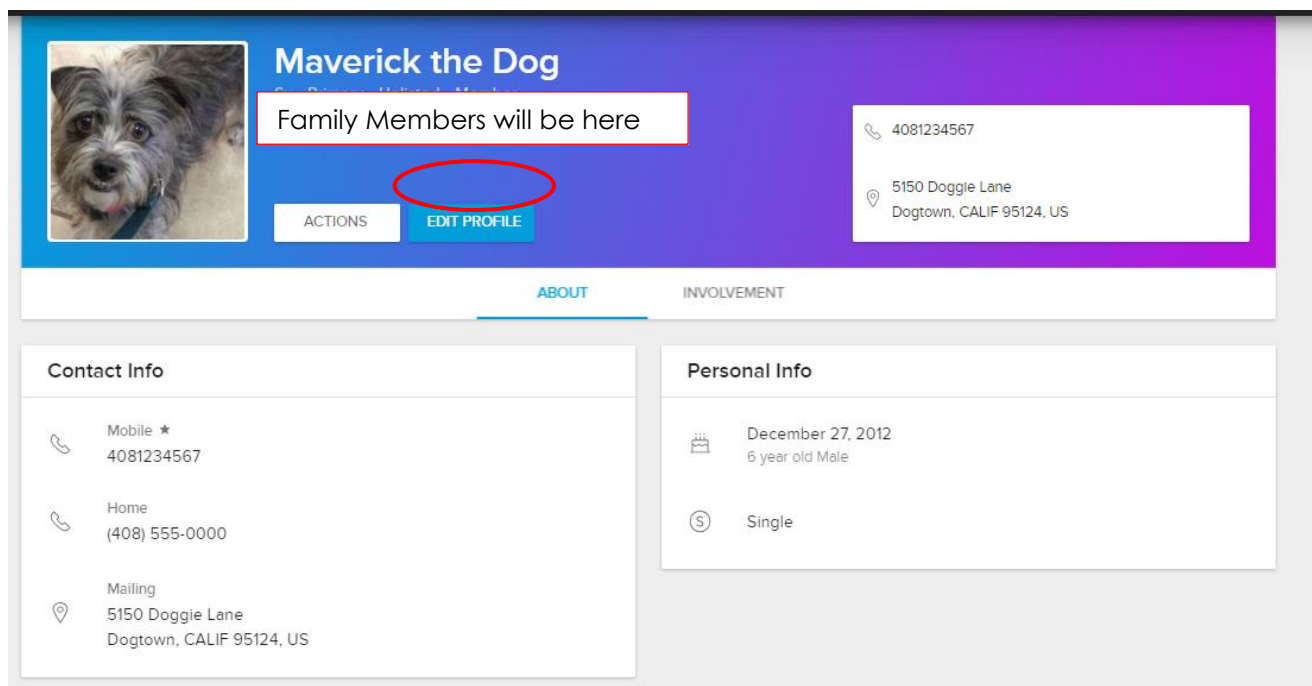 Maverick the Dog
Family Members will be here
4081234567
5150 Doggie Lane
Dogtown, CALIF 95124, US
ACTIONS
EDIT PROFILE
ABOUT
INVOLVEMENT
Contact Info
Mobile ★
4081234567
Home
(408) 555-0000
Mailing
5150 Doggie Lane
Dogtown, CALIF 95124, US
Personal Info
December 27, 2012
6 year old Male
S
Single